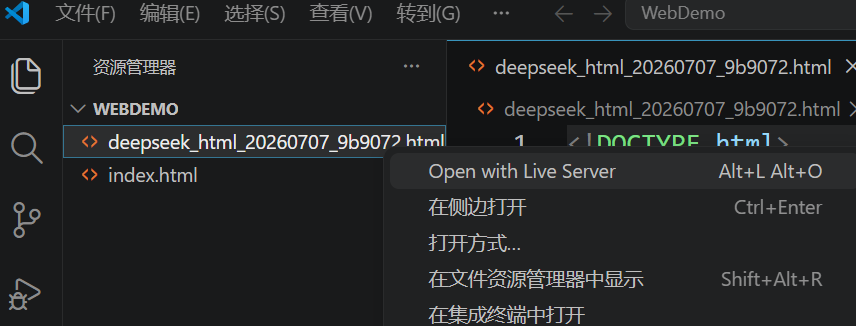 文件(F) 编辑(E) 选择(S) 查看(V) 转到(G) ··· WebDemo
资源管理器 ···
deepseek_html_20260707_9b9072.html
WEBDEMO
deepseek_html_20260707_9b9072.html
deepseek_html_20260707_9b9072.html
1 <!DOCTYPE html>
index.html
Open with Live Server Alt+L Alt+O
在侧边打开 Ctrl+Enter
打开方式...
在文件资源管理器中显示 Shift+Alt+R
在集成终端中打开